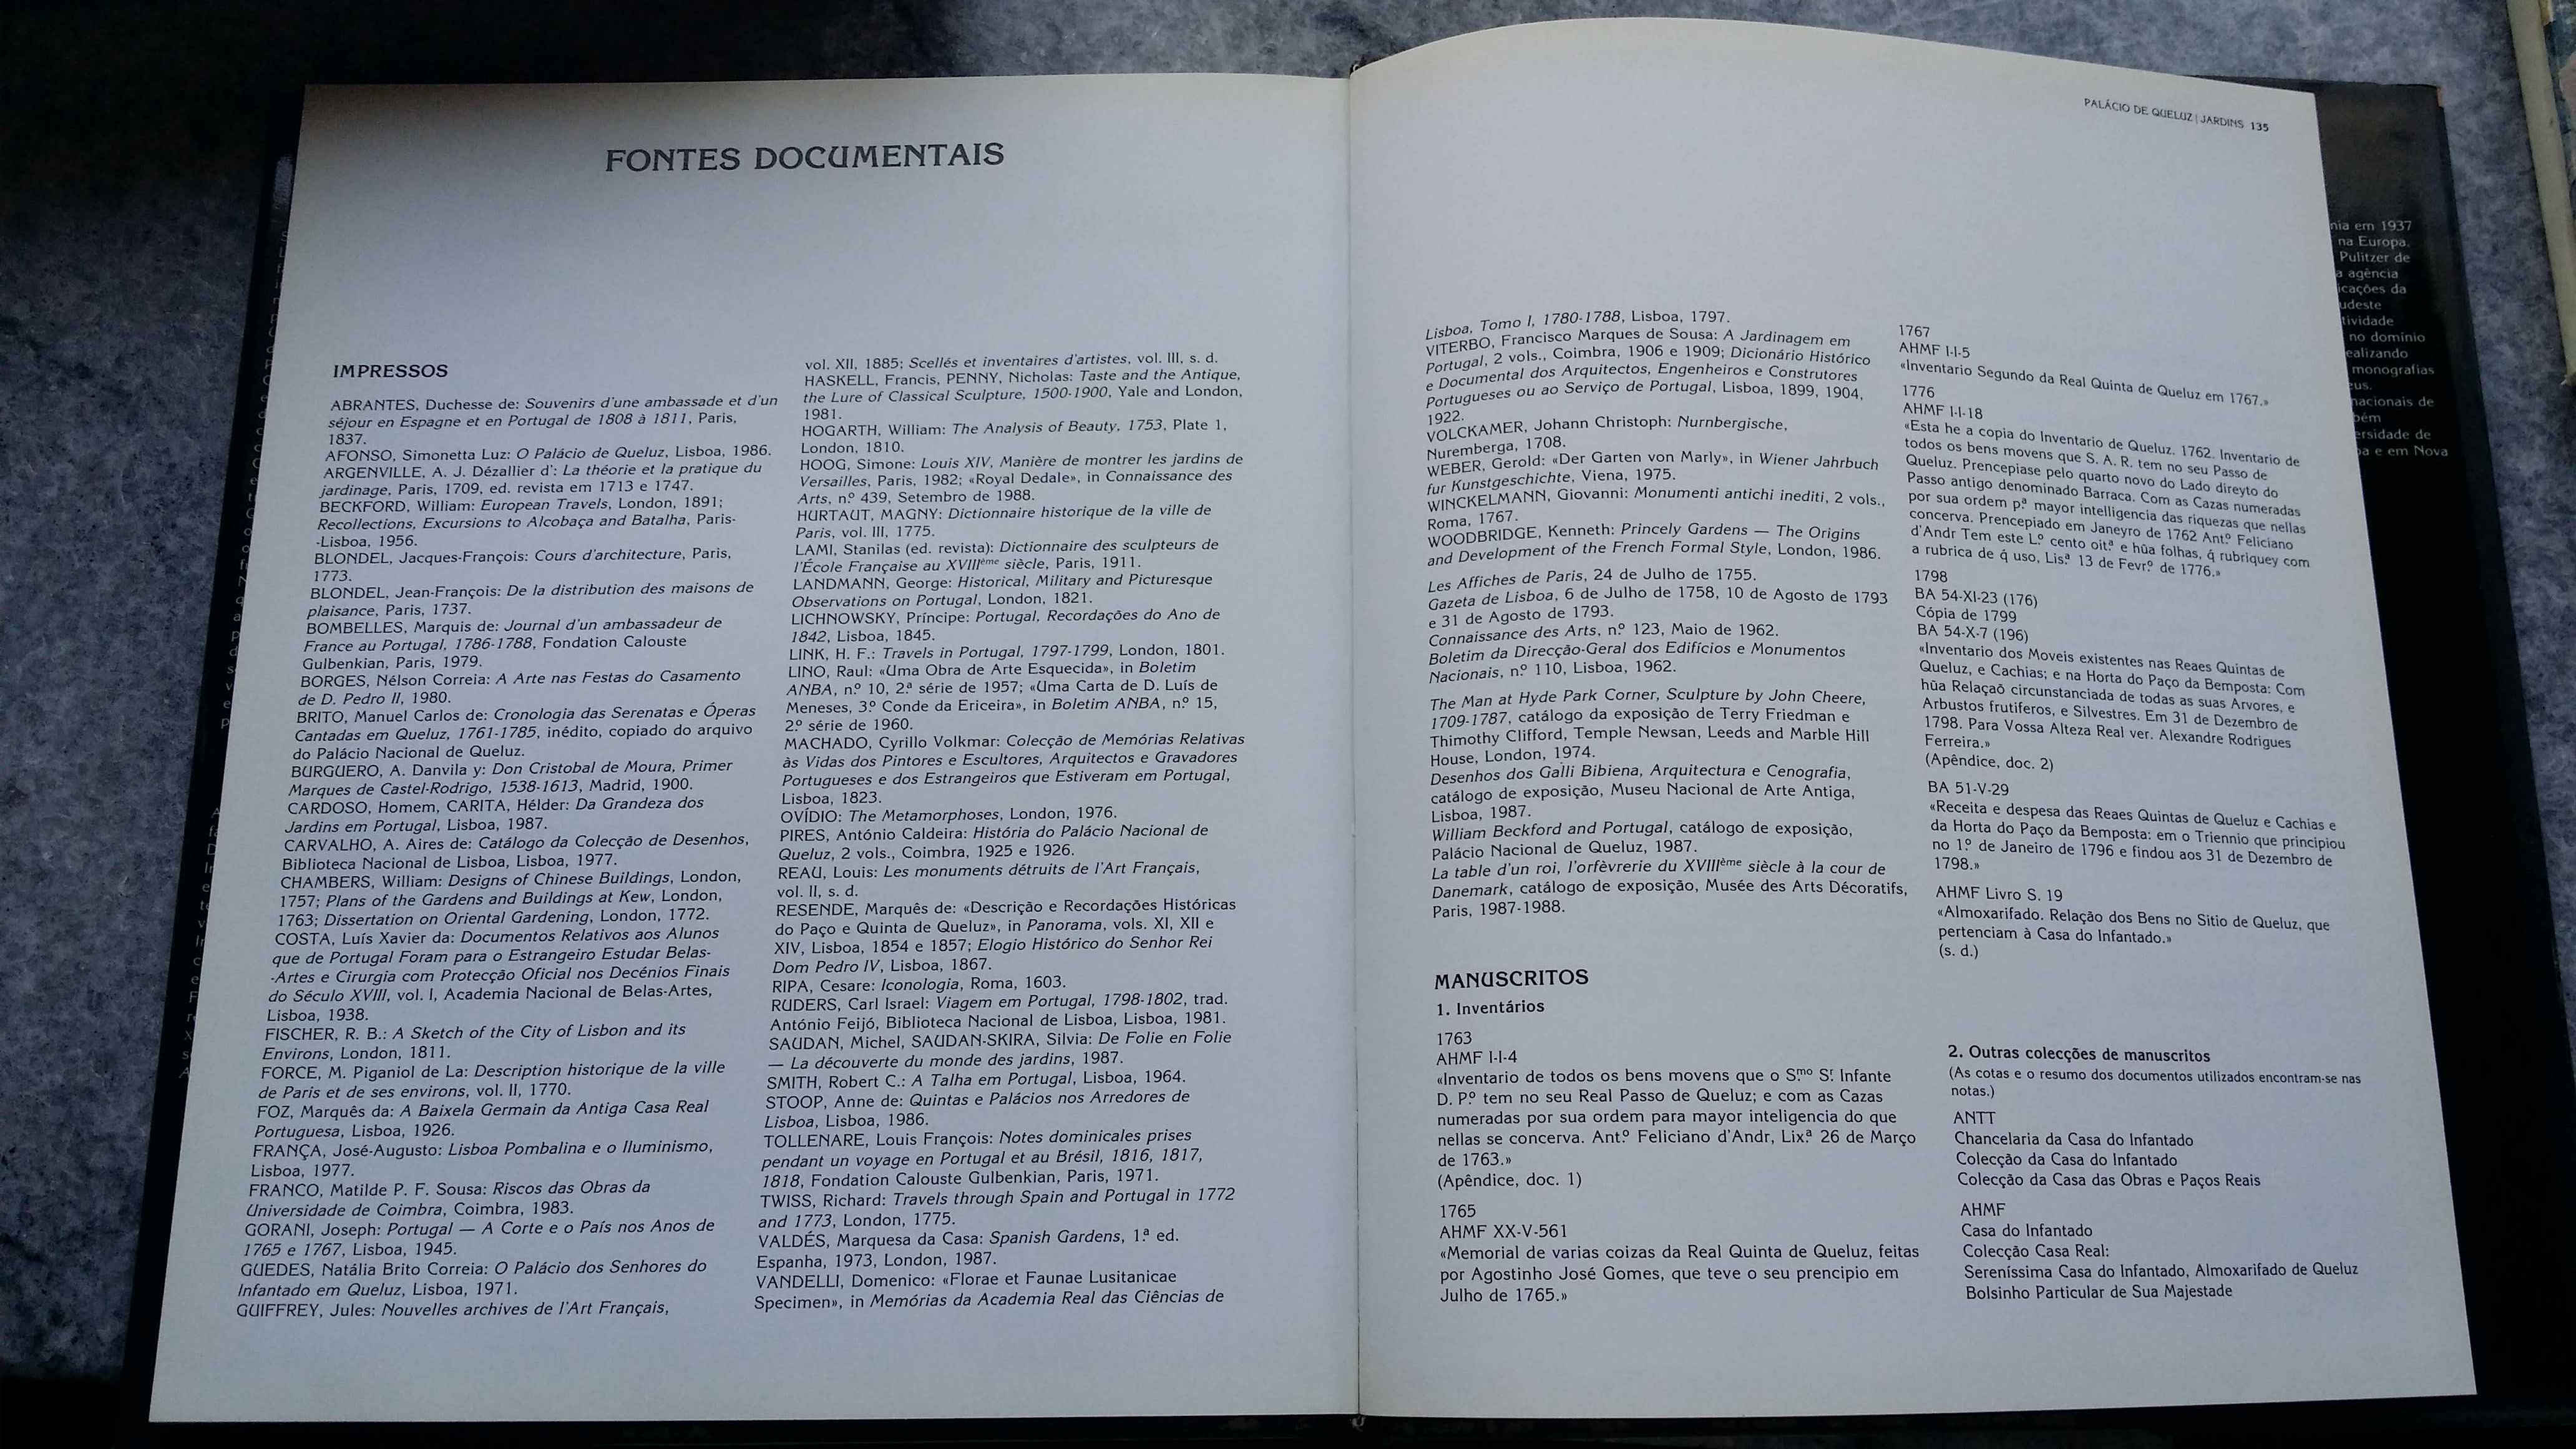 FONTES DOCUMENTAIS
IMPRESSOS
ABRANTES, Duchesse de: Souvenirs d'une ambassade et d'un
séjour en Espagne et en Portugal de 1808 à 1811, Paris,
1837.
AFONSO, Simonetta Luz: O Palácio de Queluz, Lisboa, 1986.
ARGENVILLE, A. J. Dézallier d': La théorie et la pratique du
jardinage, Paris, 1709, ed. revista em 1713 e 1747.
BECKFORD, William: European Travels, London, 1891;
Recollections, Excursions to Alcobaça and Batalha, Paris-
-Lisboa, 1956.
BLONDEL, Jacques-François: Cours d'architecture, Paris,
1773.
BLONDEL, Jean-François: De la distribution des maisons de
plaisance, Paris, 1737.
BOMBELLES, Marquis de: Journal d'un ambassadeur de
France au Portugal, 1786-1788, Fondation Calouste
Gulbenkian, Paris, 1979.
BORGES, Nélson Correia: A Arte nas Festas do Casamento
de D. Pedro II, 1980.
BRITO, Manuel Carlos de: Cronologia das Serenatas e Óperas
Cantadas em Queluz, 1761-1785, inédito, copiado do arquivo
do Palácio Nacional de Queluz.
BURGUERO, A. Danvila y: Don Cristobal de Moura, Primer
Marques de Castel-Rodrigo, 1538-1613, Madrid, 1900.
CARDOSO, Homem, CARITA, Hélder: Da Grandeza dos
Jardins em Portugal, Lisboa, 1987.
CARVALHO, A. Aires de: Catálogo da Colecção de Desenhos,
Biblioteca Nacional de Lisboa, Lisboa, 1977.
CHAMBERS, William: Designs of Chinese Buildings, London,
1757; Plans of the Gardens and Buildings at Kew, London,
1763; Dissertation on Oriental Gardening, London, 1772.
COSTA, Luís Xavier da: Documentos Relativos aos Alunos
que de Portugal Foram para o Estrangeiro Estudar Belas-
-Artes e Cirurgia com Protecção Oficial nos Decénios Finais
do Século XVIII, vol. I, Academia Nacional de Belas-Artes,
Lisboa, 1938.
FISCHER, R. B.: A Sketch of the City of Lisbon and its
Environs, London, 1811.
FORCE, M. Piganiol de La: Description historique de la ville
de Paris et de ses environs, vol. II, 1770.
FOZ, Marquês da: A Baixela Germain da Antiga Casa Real
Portuguesa, Lisboa, 1926.
FRANÇA, José-Augusto: Lisboa Pombalina e o Iluminismo,
Lisboa, 1977.
FRANCO, Matilde P. F. Sousa: Riscos das Obras da
Universidade de Coimbra, Coimbra, 1983.
GORANI, Joseph: Portugal — A Corte e o País nos Anos de
1765 e 1767, Lisboa, 1945.
GUEDES, Natália Brito Correia: O Palácio dos Senhores do
Infantado em Queluz, Lisboa, 1971.
GUIFFREY, Jules: Nouvelles archives de l'Art Français,
vol. XII, 1885; Scellés et inventaires d'artistes, vol. III, s. d.
HASKELL, Francis, PENNY, Nicholas: Taste and the Antique,
the Lure of Classical Sculpture, 1500-1900, Yale and London,
1981.
HOGARTH, William: The Analysis of Beauty, 1753, Plate 1,
London, 1810.
HOOG, Simone: Louis XIV, Manière de montrer les jardins de
Versailles, Paris, 1982; «Royal Dedale», in Connaissance des
Arts, n.º 439, Setembro de 1988.
HURTAUT, MAGNY: Dictionnaire historique de la ville de
Paris, vol. III, 1775.
LAMI, Stanilas (ed. revista): Dictionnaire des sculpteurs de
l'École Française au XVIIIème siècle, Paris, 1911.
LANDMANN, George: Historical, Military and Picturesque
Observations on Portugal, London, 1821.
LICHNOWSKY, Príncipe: Portugal, Recordações do Ano de
1842, Lisboa, 1845.
LINK, H. F.: Travels in Portugal, 1797-1799, London, 1801.
LINO, Raul: «Uma Obra de Arte Esquecida», in Boletim
ANBA, n.º 10, 2.ª série de 1957; «Uma Carta de D. Luís de
Meneses, 3.º Conde da Ericeira», in Boletim ANBA, n.º 15,
2.º série de 1960.
MACHADO, Cyrillo Volkmar: Colecção de Memórias Relativas
às Vidas dos Pintores e Escultores, Arquitectos e Gravadores
Portugueses e dos Estrangeiros que Estiveram em Portugal,
Lisboa, 1823.
OVÍDIO: The Metamorphoses, London, 1976.
PIRES, António Caldeira: História do Palácio Nacional de
Queluz, 2 vols., Coimbra, 1925 e 1926.
REAU, Louis: Les monuments détruits de l'Art Français,
vol. II, s. d.
RESENDE, Marquês de: «Descrição e Recordações Históricas
do Paço e Quinta de Queluz», in Panorama, vols. XI, XII e
XIV, Lisboa, 1854 e 1857; Elogio Histórico do Senhor Rei
Dom Pedro IV, Lisboa, 1867.
RIPA, Cesare: Iconologia, Roma, 1603.
RUDERS, Carl Israel: Viagem em Portugal, 1798-1802, trad.
António Feijó, Biblioteca Nacional de Lisboa, Lisboa, 1981.
SAUDAN, Michel, SAUDAN-SKIRA, Silvia: De Folie en Folie
— La découverte du monde des jardins, 1987.
SMITH, Robert C.: A Talha em Portugal, Lisboa, 1964.
STOOP, Anne de: Quintas e Palácios nos Arredores de
Lisboa, Lisboa, 1986.
TOLLENARE, Louis François: Notes dominicales prises
pendant un voyage en Portugal et au Brésil, 1816, 1817,
1818, Fondation Calouste Gulbenkian, Paris, 1971.
TWISS, Richard: Travels through Spain and Portugal in 1772
and 1773, London, 1775.
VALDÉS, Marquesa da Casa: Spanish Gardens, 1.ª ed.
Espanha, 1973, London, 1987.
VANDELLI, Domenico: «Florae et Faunae Lusitanicae
Specimen», in Memórias da Academia Real das Ciências de
PALÁCIO DE QUELUZ | JARDINS 135
Lisboa, Tomo I, 1780-1788, Lisboa, 1797.
VITERBO, Francisco Marques de Sousa: A Jardinagem em
Portugal, 2 vols., Coimbra, 1906 e 1909; Dicionário Histórico
e Documental dos Arquitectos, Engenheiros e Construtores
Portugueses ou ao Serviço de Portugal, Lisboa, 1899, 1904,
1922.
VOLCKAMER, Johann Christoph: Nurnbergische,
Nuremberga, 1708.
WEBER, Gerold: «Der Garten von Marly», in Wiener Jahrbuch
fur Kunstgeschichte, Viena, 1975.
WINCKELMANN, Giovanni: Monumenti antichi inediti, 2 vols.,
Roma, 1767.
WOODBRIDGE, Kenneth: Princely Gardens — The Origins
and Development of the French Formal Style, London, 1986.
Les Affiches de Paris, 24 de Julho de 1755.
Gazeta de Lisboa, 6 de Julho de 1758, 10 de Agosto de 1793
e 31 de Agosto de 1793.
Connaissance des Arts, n.º 123, Maio de 1962.
Boletim da Direcção-Geral dos Edifícios e Monumentos
Nacionais, n.º 110, Lisboa, 1962.
The Man at Hyde Park Corner, Sculpture by John Cheere,
1709-1787, catálogo da exposição de Terry Friedman e
Thimothy Clifford, Temple Newsan, Leeds and Marble Hill
House, London, 1974.
Desenhos dos Galli Bibiena, Arquitectura e Cenografia,
catálogo de exposição, Museu Nacional de Arte Antiga,
Lisboa, 1987.
William Beckford and Portugal, catálogo de exposição,
Palácio Nacional de Queluz, 1987.
La table d'un roi, l'orfèvrerie du XVIIIème siècle à la cour de
Danemark, catálogo de exposição, Musée des Arts Décoratifs,
Paris, 1987-1988.
MANUSCRITOS
1. Inventários
1763
AHMF I-I-4
«Inventario de todos os bens movens que o S.mo S.r Infante
D. P.º tem no seu Real Passo de Queluz; e com as Cazas
numeradas por sua ordem para mayor inteligencia do que
nellas se concerva. Ant.º Feliciano d'Andr, Lix.ª 26 de Março
de 1763.»
(Apêndice, doc. 1)
1765
AHMF XX-V-561
«Memorial de varias coizas da Real Quinta de Queluz, feitas
por Agostinho José Gomes, que teve o seu prencipio em
Julho de 1765.»
1767
AHMF I-I-5
«Inventario Segundo da Real Quinta de Queluz em 1767.»
1776
AHMF I-I-18
«Esta he a copia do Inventario de Queluz. 1762. Inventario de
todos os bens movens que S. A. R. tem no seu Passo de
Queluz. Prencepiase pelo quarto novo do Lado direyto do
Passo antigo denominado Barraca. Com as Cazas numeradas
por sua ordem p.ª mayor intelligencia das riquezas que nellas
concerva. Prencepiado em Janeyro de 1762 Ant.º Feliciano
d'Andr Tem este L.º cento oit.ª e hũa folhas, q̃ rubriquey com
a rubrica de q̃ uso, Lis.ª 13 de Fevr.º de 1776.»
1798
BA 54-XI-23 (176)
Cópia de 1799
BA 54-X-7 (196)
«Inventario dos Moveis existentes nas Reaes Quintas de
Queluz, e Cachias; e na Horta do Paço da Bemposta: Com
hũa Relaçaõ circunstanciada de todas as suas Arvores, e
Arbustos frutiferos, e Silvestres. Em 31 de Dezembro de
1798. Para Vossa Alteza Real ver. Alexandre Rodrigues
Ferreira.»
(Apêndice, doc. 2)
BA 51-V-29
«Receita e despesa das Reaes Quintas de Queluz e Cachias e
da Horta do Paço da Bemposta: em o Triennio que principiou
no 1.º de Janeiro de 1796 e findou aos 31 de Dezembro de
1798.»
AHMF Livro S. 19
«Almoxarifado. Relação dos Bens no Sitio de Queluz, que
pertenciam à Casa do Infantado.»
(s. d.)
2. Outras colecções de manuscritos
(As cotas e o resumo dos documentos utilizados encontram-se nas
notas.)
ANTT
Chancelaria da Casa do Infantado
Colecção da Casa do Infantado
Colecção da Casa das Obras e Paços Reais
AHMF
Casa do Infantado
Colecção Casa Real:
Sereníssima Casa do Infantado, Almoxarifado de Queluz
Bolsinho Particular de Sua Majestade
em 1937
na Europa.
Pulitzer de
agência
da
no domínio
monografias
de
de
e em Nova